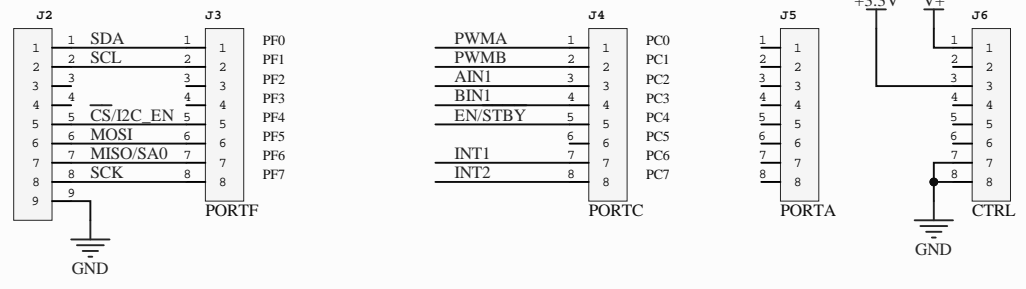 +3.3V V+
J2 J3 J4 J5 J6
1 1 SDA 1 1 PF0 PWMA 1 1 PC0 1 1 1 1
2 2 SCL 2 2 PF1 PWMB 2 2 PC1 2 2 2 2
3 3 3 3 PF2 AIN1 3 3 PC2 3 3 3 3
4 4 4 4 PF3 BIN1 4 4 PC3 4 4 4 4
5 5 CS/I2C_EN 5 5 PF4 EN/STBY 5 5 PC4 5 5 5 5
6 6 MOSI 6 6 PF5 6 6 PC5 6 6 6 6
7 7 MISO/SA0 7 7 PF6 INT1 7 7 PC6 7 7 7 7
8 8 SCK 8 8 PF7 INT2 8 8 PC7 8 8 8 8
9 9
PORTF PORTC PORTA CTRL
GND GND